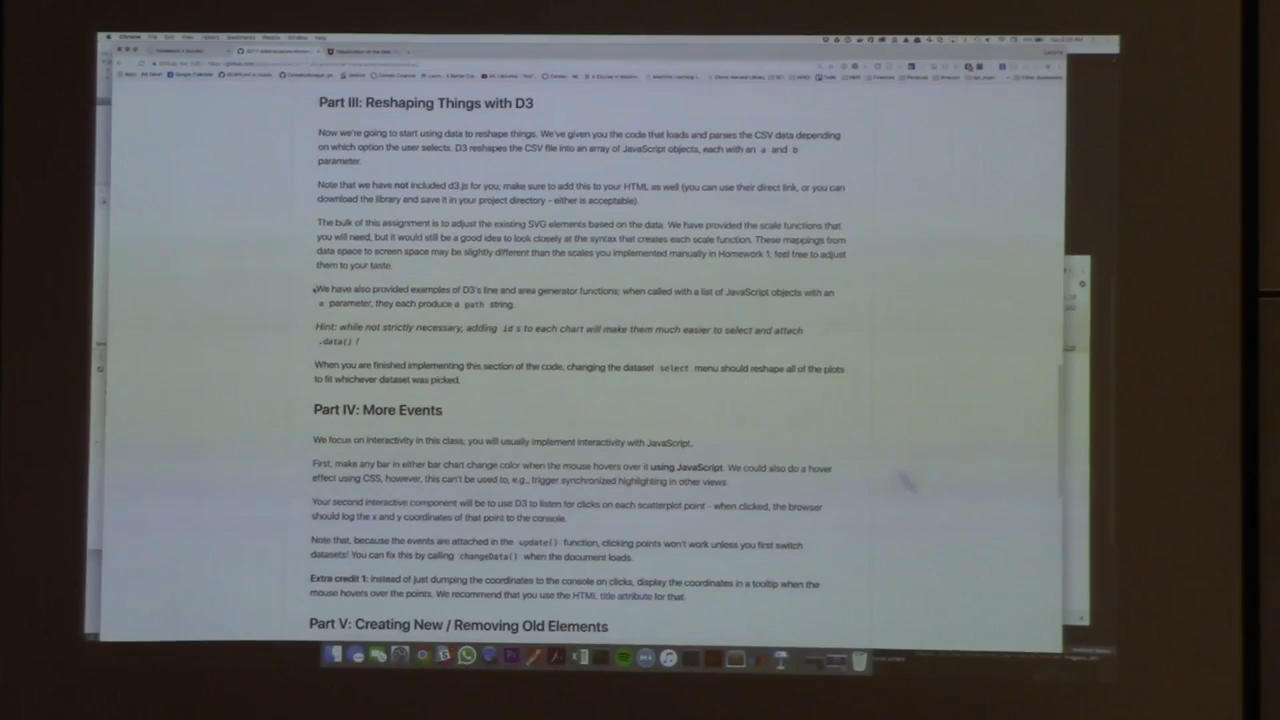 Part III: Reshaping Things with D3
Now we're going to start using data to reshape things. We've given you the code that loads and parses the CSV data depending
on which option the user selects. D3 reshapes the CSV file into an array of JavaScript objects, each with an a and b
parameter.
Note that we have not included d3.js for you; make sure to add this to your HTML as well (you can use their direct link, or you can
download the library and save it in your project directory - either is acceptable).
The bulk of this assignment is to adjust the existing SVG elements based on the data. We have provided the scale functions that
you will need, but it would still be a good idea to look closely at the syntax that creates each scale function. These mappings from
data space to screen space may be slightly different than the scales you implemented manually in Homework 1, feel free to adjust
them to your taste.
We have also provided examples of D3's line and area generator functions; when called with a list of JavaScript objects with an
a parameter, they each produce a path string.
Hint: while not strictly necessary, adding id s to each chart will make them much easier to select and attach
.data() !
When you are finished implementing this section of the code, changing the dataset select menu should reshape all of the plots
to fit whichever dataset was picked.
Part IV: More Events
We focus on interactivity in this class; you will usually implement interactivity with JavaScript.
First, make any bar in either bar chart change color when the mouse hovers over it using JavaScript. We could also do a hover
effect using CSS, however, this can't be used to, e.g., trigger synchronized highlighting in other views.
Your second interactive component will be to use D3 to listen for clicks on each scatterplot point - when clicked, the browser
should log the x and y coordinates of that point to the console.
Note that, because the events are attached in the update() function, clicking points won't work unless you first switch
datasets! You can fix this by calling changeData() when the document loads.
Extra credit 1: Instead of just dumping the coordinates to the console on clicks, display the coordinates in a tooltip when the
mouse hovers over the points. We recommend that you use the HTML title attribute for that.
Part V: Creating New / Removing Old Elements